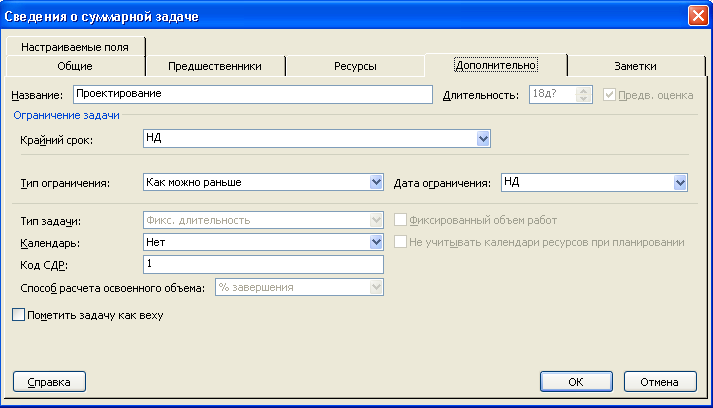 Сведения о суммарной задаче
Настраиваемые поля
Общие Предшественники Ресурсы Дополнительно Заметки
Название: Проектирование Длительность: 18д? Предв. оценка
Ограничение задачи
Крайний срок: НД
Тип ограничения: Как можно раньше Дата ограничения: НД
Тип задачи: Фикс. длительность Фиксированный объем работ
Календарь: Нет Не учитывать календари ресурсов при планировании
Код СДР: 1
Способ расчета освоенного объема: % завершения
Пометить задачу как веху
Справка ОК Отмена